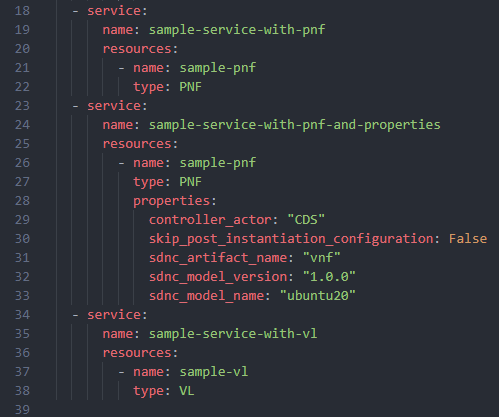 18 - service:
19 name: sample-service-with-pnf
20 resources:
21 - name: sample-pnf
22 type: PNF
23 - service:
24 name: sample-service-with-pnf-and-properties
25 resources:
26 - name: sample-pnf
27 type: PNF
28 properties:
29 controller_actor: "CDS"
30 skip_post_instantiation_configuration: False
31 sdnc_artifact_name: "vnf"
32 sdnc_model_version: "1.0.0"
33 sdnc_model_name: "ubuntu20"
34 - service:
35 name: sample-service-with-vl
36 resources:
37 - name: sample-vl
38 type: VL
39